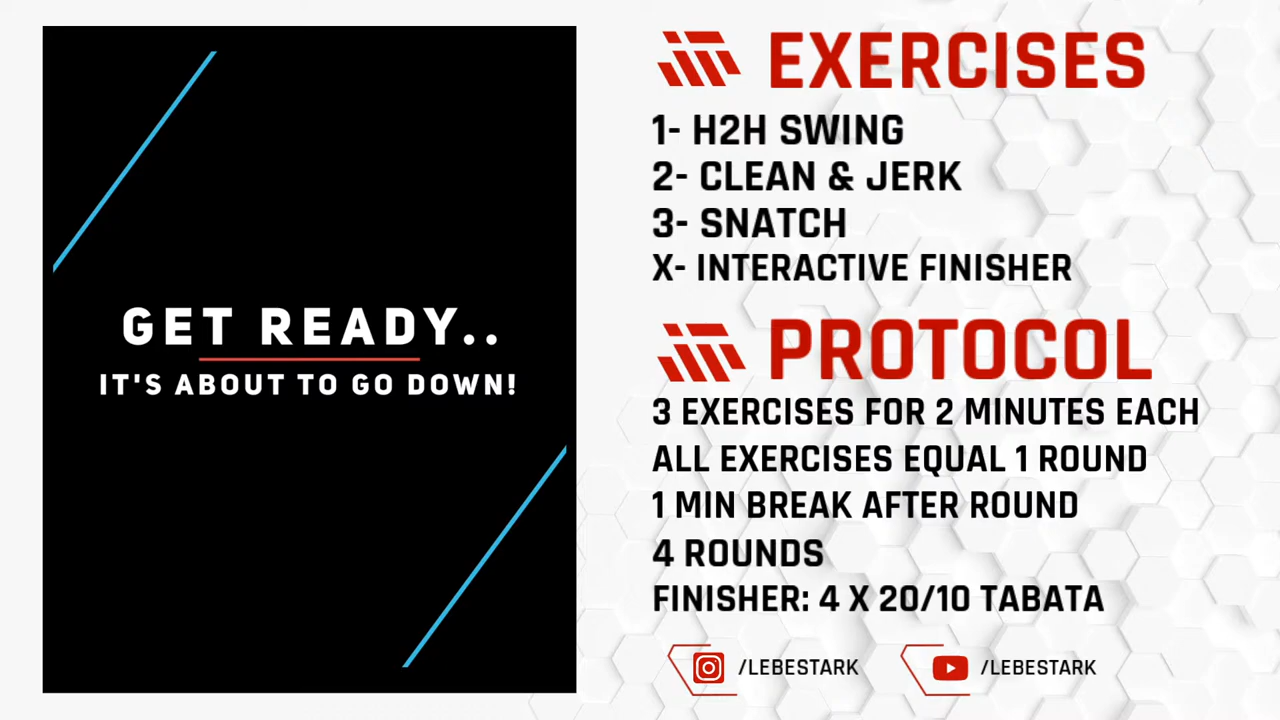 GET READY..
IT'S ABOUT TO GO DOWN!
EXERCISES
1- H2H SWING
2- CLEAN & JERK
3- SNATCH
X- INTERACTIVE FINISHER
PROTOCOL
3 EXERCISES FOR 2 MINUTES EACH
ALL EXERCISES EQUAL 1 ROUND
1 MIN BREAK AFTER ROUND
4 ROUNDS
FINISHER: 4 X 20/10 TABATA
/LEBESTARK /LEBESTARK